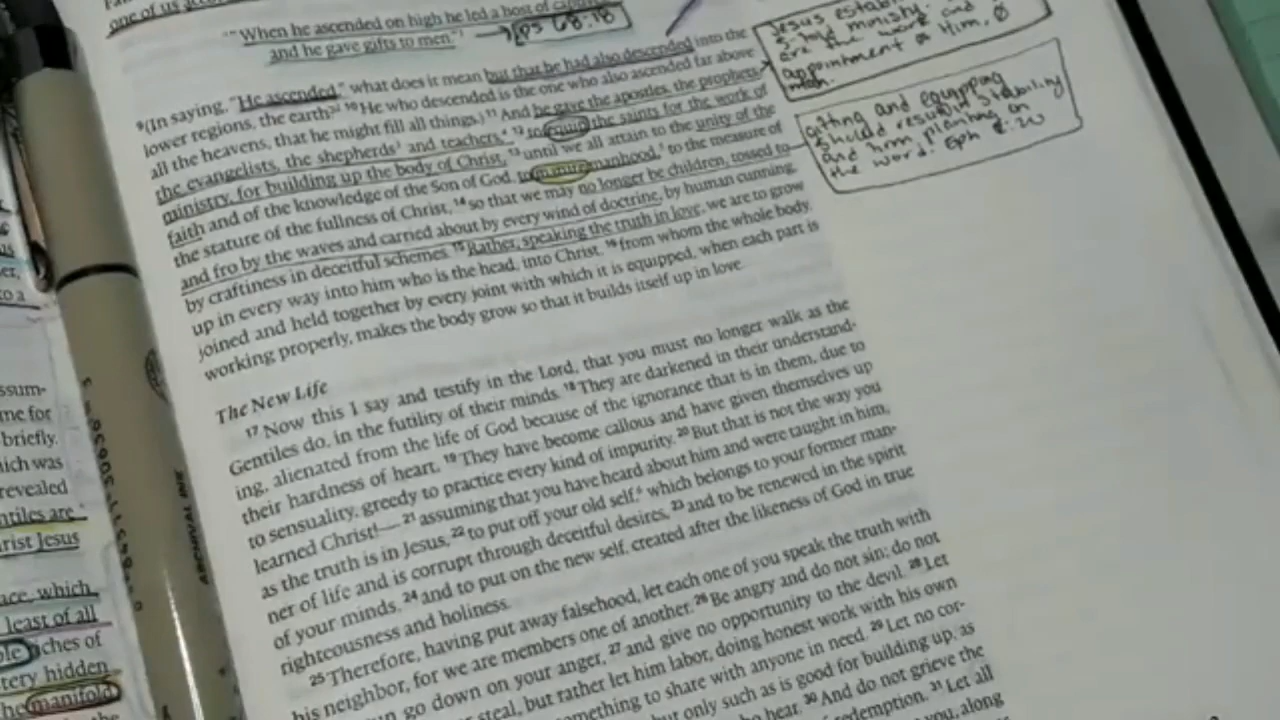 one of us
"When he ascended on high he led a host of
and he gave gifts to men."
Ps 68:18
9(In saying, "He ascended," what does it mean but that he had also descended into the
lower regions, the earth? 10 He who descended is the one who also ascended far above
all the heavens, that he might fill all things.) 11 And he gave the apostles, the prophets,
the evangelists, the shepherds and teachers, 12 to equip the saints for the work of
ministry, for building up the body of Christ, 13 until we all attain to the unity of the
faith and of the knowledge of the Son of God, to mature manhood, to the measure of
the stature of the fullness of Christ, 14 so that we may no longer be children, tossed to
and fro by the waves and carried about by every wind of doctrine, by human cunning,
by craftiness in deceitful schemes. 15 Rather, speaking the truth in love, we are to grow
up in every way into him who is the head, into Christ, 16 from whom the whole body,
joined and held together by every joint with which it is equipped, when each part is
working properly, makes the body grow so that it builds itself up in love.
The New Life
17 Now this I say and testify in the Lord, that you must no longer walk as the
Gentiles do, in the futility of their minds. 18 They are darkened in their understand-
ing, alienated from the life of God because of the ignorance that is in them, due to
their hardness of heart. 19 They have become callous and have given themselves up
to sensuality, greedy to practice every kind of impurity. 20 But that is not the way you
learned Christ!— 21 assuming that you have heard about him and were taught in him,
as the truth is in Jesus, 22 to put off your old self, which belongs to your former man-
ner of life and is corrupt through deceitful desires, 23 and to be renewed in the spirit
of your minds, 24 and to put on the new self, created after the likeness of God in true
righteousness and holiness.
25 Therefore, having put away falsehood, let each one of you speak the truth with
his neighbor, for we are members one of another. 26 Be angry and do not sin; do not
go down on your anger, 27 and give no opportunity to the devil. 28 Let
steal, but rather let him labor, doing honest work with his own
something to share with anyone in need. 29 Let no cor-
but only such as is good for building up, as
hear. 30 And do not grieve the
redemption. 31 Let all
you, along
Jesus
ministry.
are the work and
appointment of Him,
man.
Gifting and equipping
should result in stability
and firm planting in
the word. Eph
ssum-
me for
briefly.
hich was
revealed
ntiles are
rist Jesus
ace, which
least of all
ches of
tery hidden
he manifold
ARCHIVAL INK